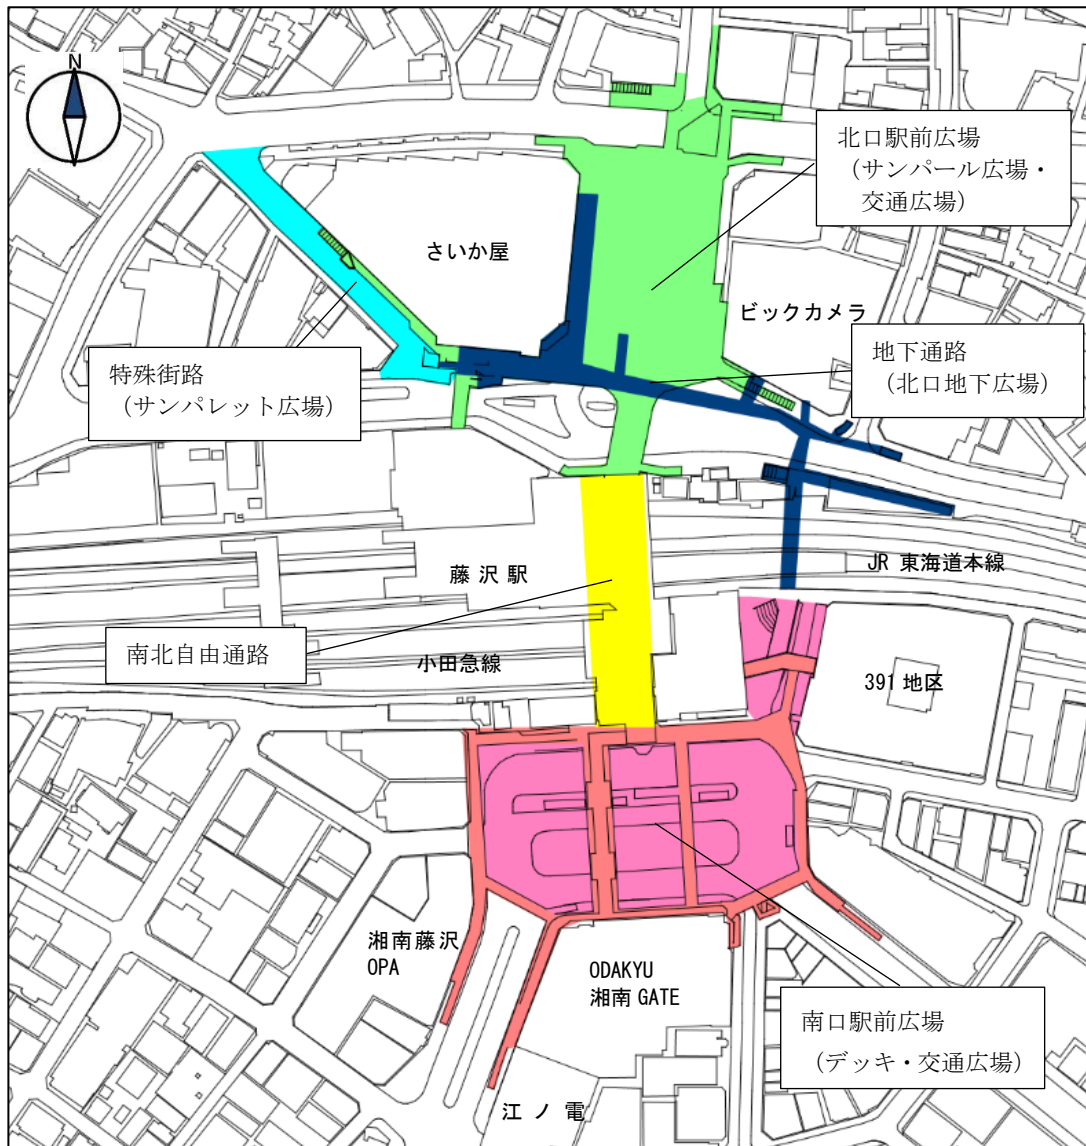 N
北口駅前広場
（サンパール広場・
交通広場）
さいか屋
ビックカメラ
地下通路
（北口地下広場）
特殊街路
（サンパレット広場）
藤沢駅
JR 東海道本線
南北自由通路
小田急線
391 地区
湘南藤沢
OPA
ODAKYU
湘南 GATE
南口駅前広場
（デッキ・交通広場）
江ノ電